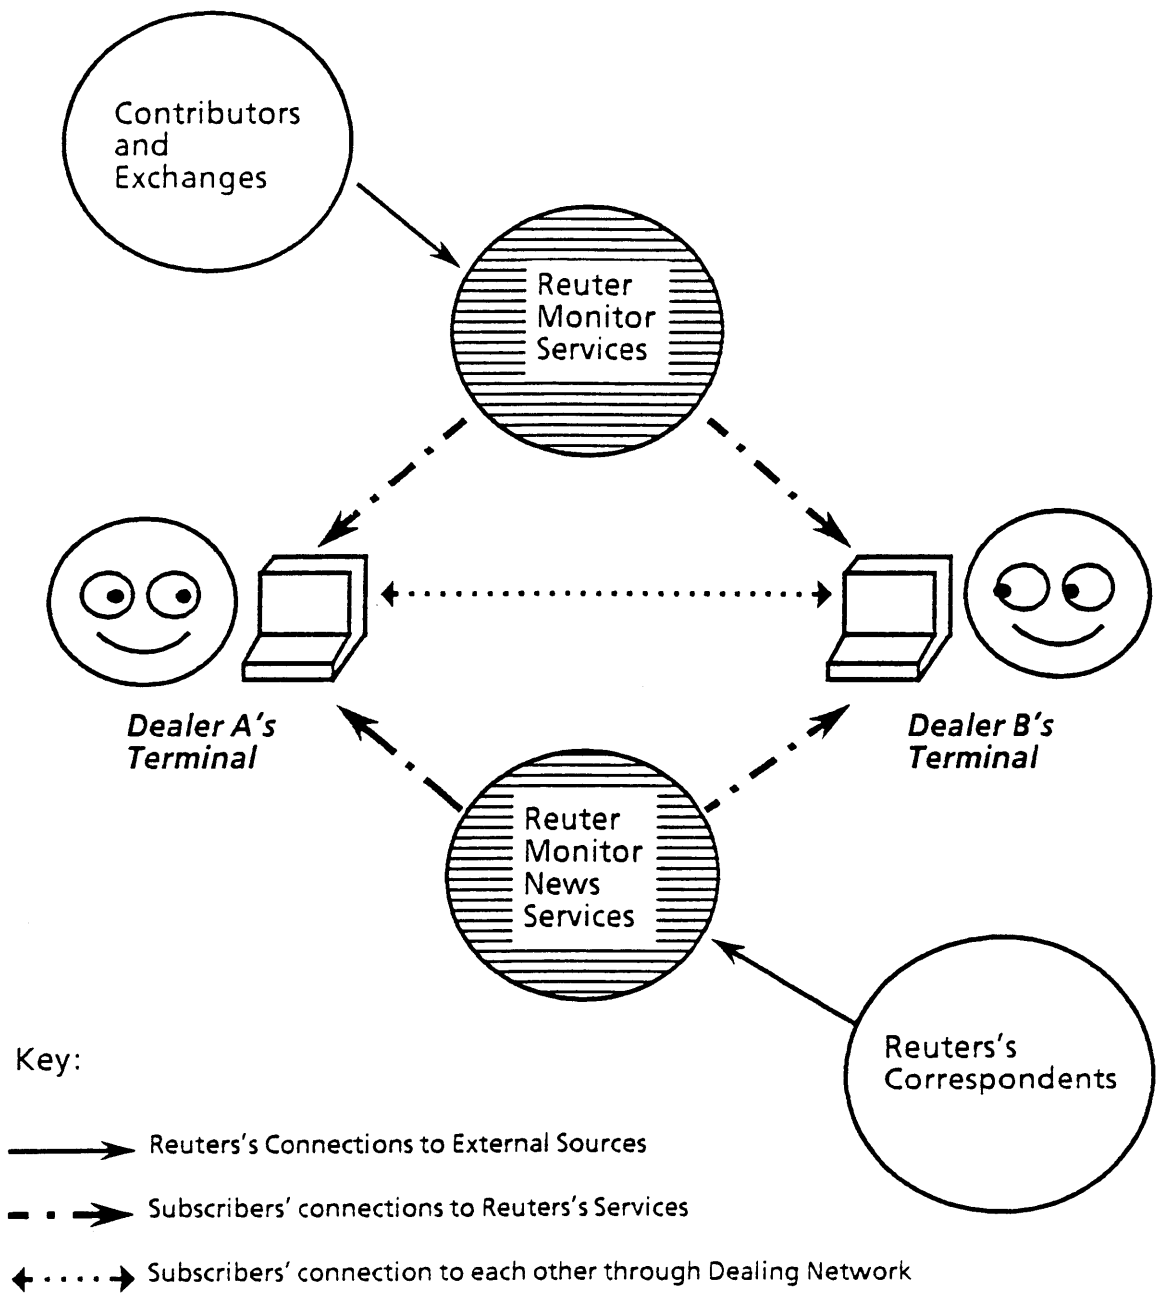 Contributors
and
Exchanges
Reuter
Monitor
Services
Dealer A's
Terminal
Dealer B's
Terminal
Reuter
Monitor
News
Services
Reuters's
Correspondents
Key:
Reuters's Connections to External Sources
Subscribers' connections to Reuters's Services
Subscribers' connection to each other through Dealing Network